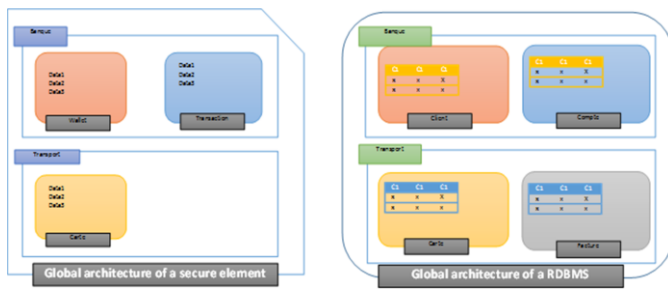 Banque
Data1
Data2
Data3
Wallet
Data1
Data2
Data3
Transaction
Transport
Data1
Data2
Data3
Carte
Global architecture of a secure element
Banque
C1 C1 C1
x x X
x x x
Client
C1 C1 C1
x x X
x x x
Compte
Transport
C1 C1 C1
x x X
x x x
Carte
C1 C1 C1
x x X
x x x
Facture
Global architecture of a RDBMS